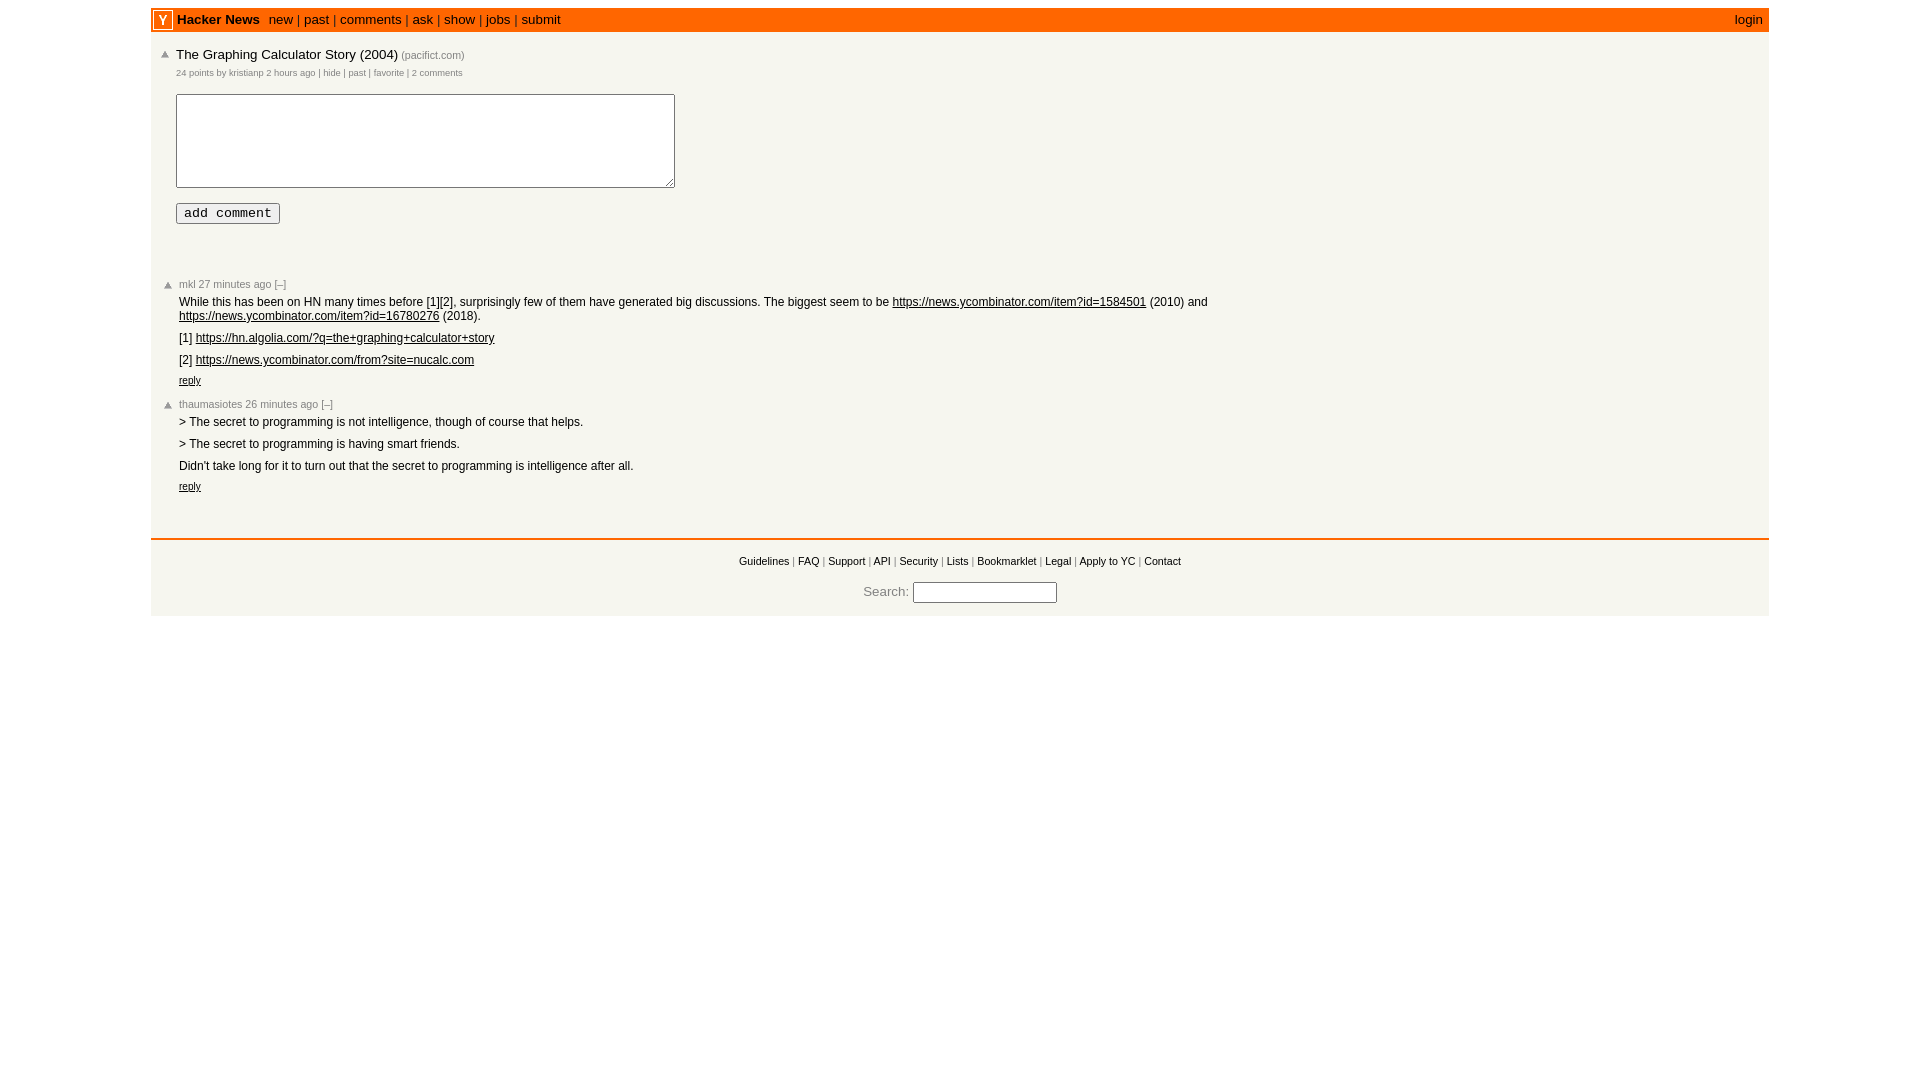 Y Hacker News new | past | comments | ask | show | jobs | submit login
The Graphing Calculator Story (2004) (pacifict.com)
24 points by kristianp 2 hours ago | hide | past | favorite | 2 comments
add comment
mkl 27 minutes ago [–]
While this has been on HN many times before [1][2], surprisingly few of them have generated big discussions. The biggest seem to be https://news.ycombinator.com/item?id=1584501 (2010) and
https://news.ycombinator.com/item?id=16780276 (2018).
[1] https://hn.algolia.com/?q=the+graphing+calculator+story
[2] https://news.ycombinator.com/from?site=nucalc.com
reply
thaumasiotes 26 minutes ago [–]
> The secret to programming is not intelligence, though of course that helps.
> The secret to programming is having smart friends.
Didn't take long for it to turn out that the secret to programming is intelligence after all.
reply
Guidelines | FAQ | Support | API | Security | Lists | Bookmarklet | Legal | Apply to YC | Contact
Search: